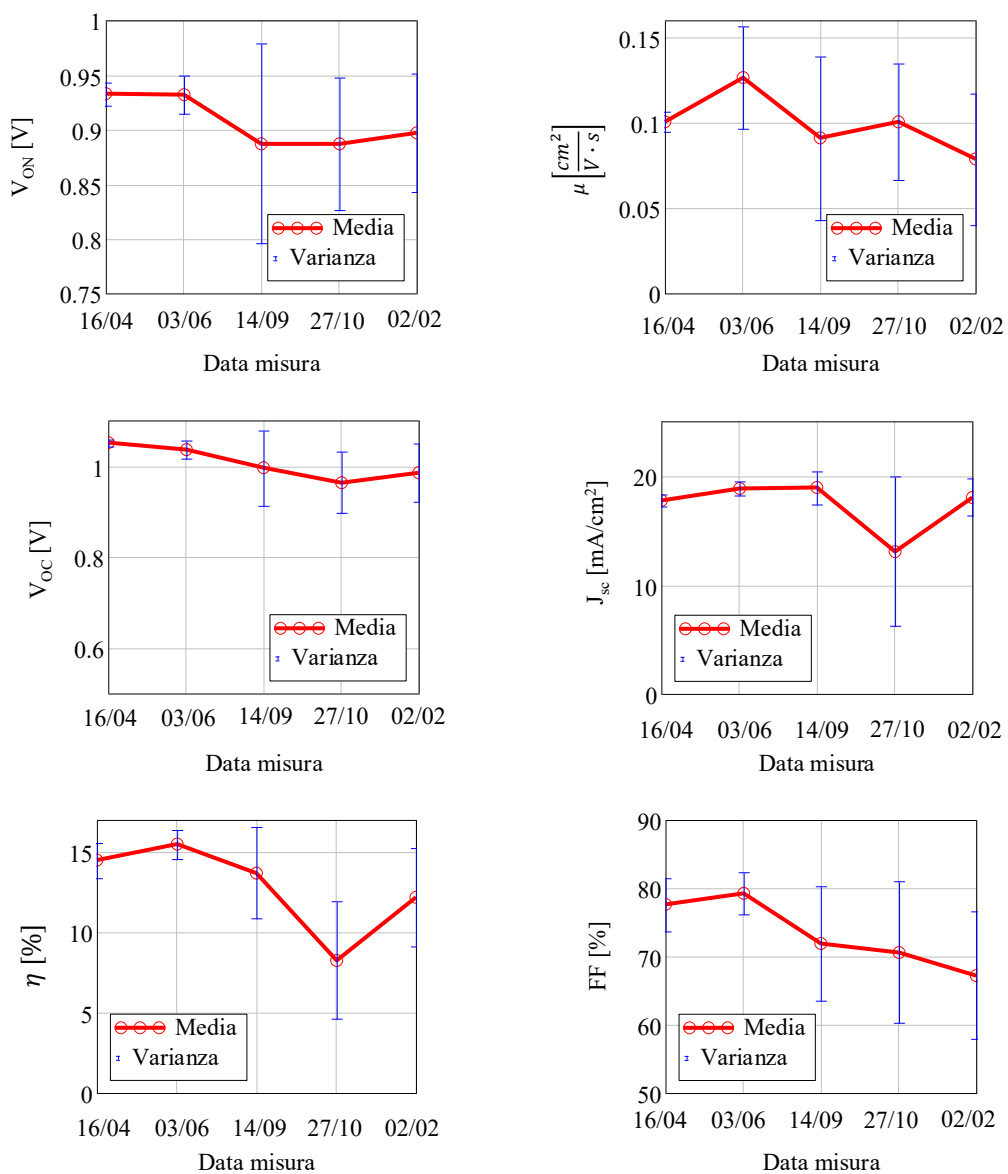 1
0.95
0.9
0.85
0.8
0.75
V_ON [V]
Media
Varianza
16/04 03/06 14/09 27/10 02/02
Data misura
0.15
0.1
0.05
0
μ [cm²/V · s]
Media
Varianza
16/04 03/06 14/09 27/10 02/02
Data misura
1
0.8
0.6
V_OC [V]
Media
Varianza
16/04 03/06 14/09 27/10 02/02
Data misura
20
10
0
J_sc [mA/cm²]
Media
Varianza
16/04 03/06 14/09 27/10 02/02
Data misura
15
10
5
0
η [%]
Media
Varianza
16/04 03/06 14/09 27/10 02/02
Data misura
90
80
70
60
50
FF [%]
Media
Varianza
16/04 03/06 14/09 27/10 02/02
Data misura